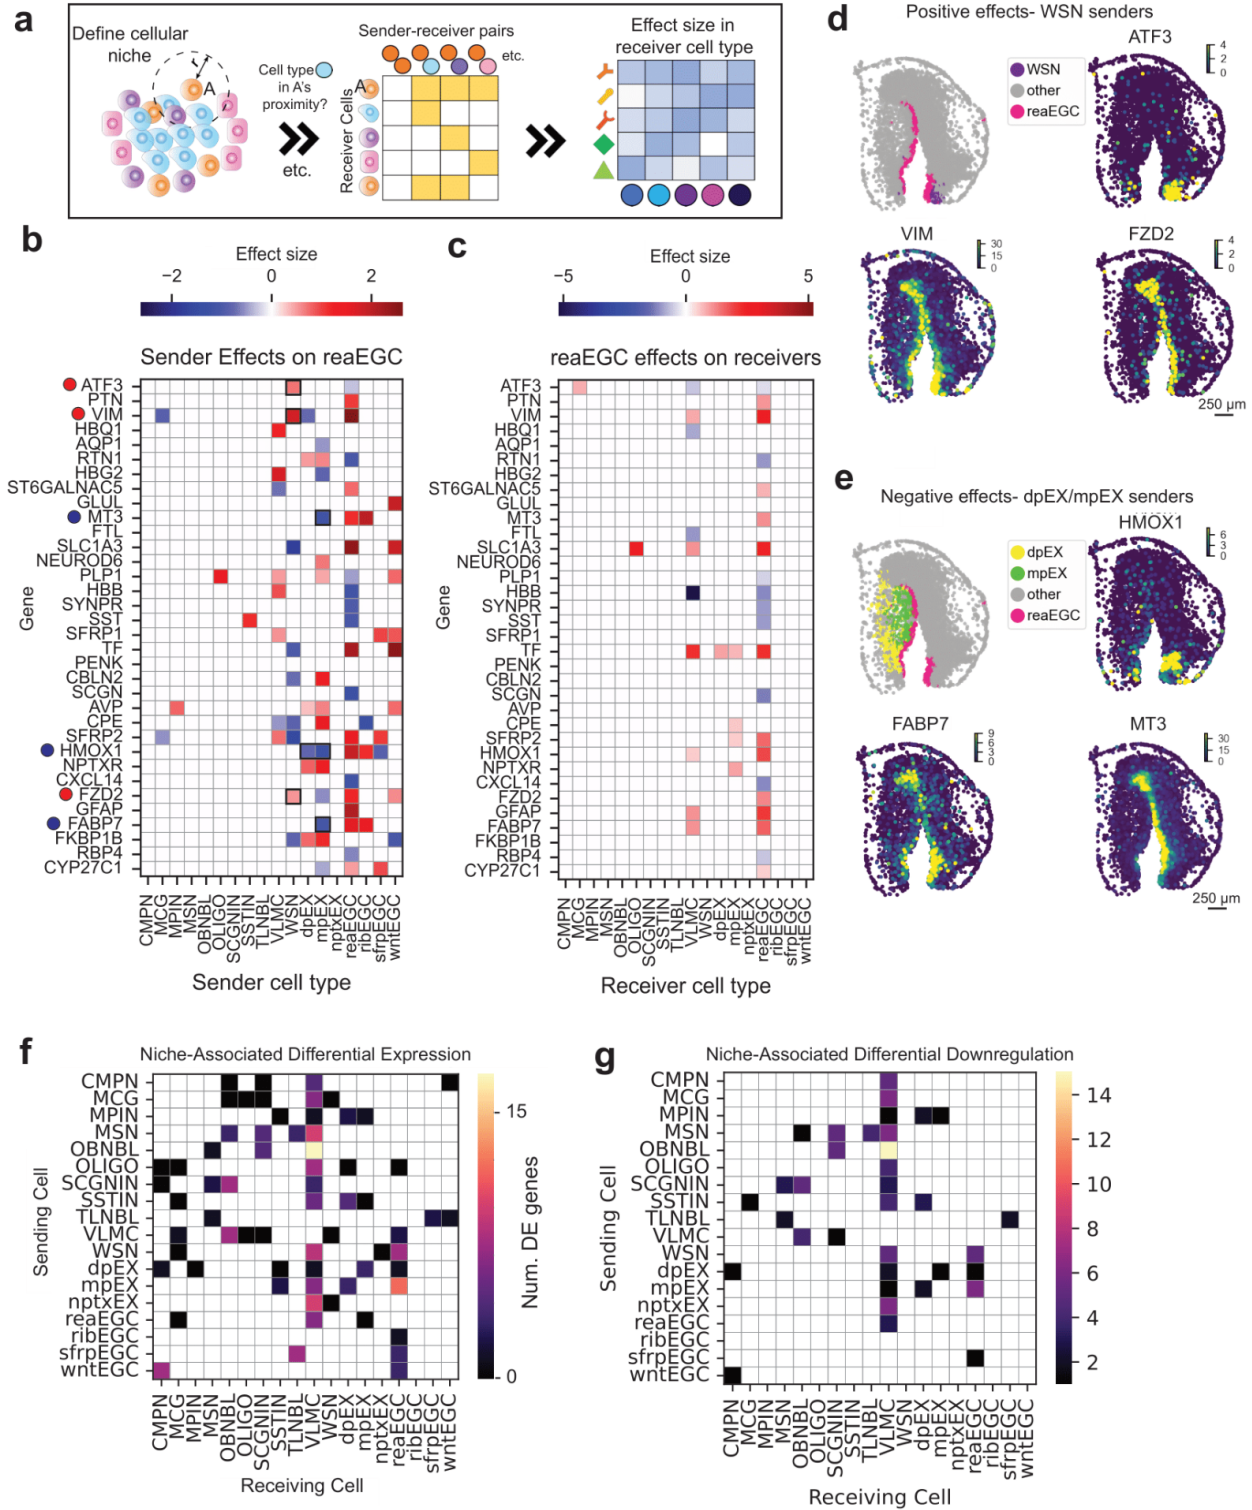 a
Define cellular
niche
r
A
Cell type
in A's
proximity?
etc.
Sender-receiver pairs
etc.
A
Receiver Cells
Effect size in
receiver cell type
b
Effect size
−2 0 2
Sender Effects on reaEGC
Gene
ATF3
PTN
VIM
HBQ1
AQP1
RTN1
HBG2
ST6GALNAC5
GLUL
MT3
FTL
SLC1A3
NEUROD6
PLP1
HBB
SYNPR
SST
SFRP1
TF
PENK
CBLN2
SCGN
AVP
CPE
SFRP2
HMOX1
NPTXR
CXCL14
FZD2
GFAP
FABP7
FKBP1B
RBP4
CYP27C1
CMPN MCG MPIN MSN OBNBL OLIGO SCGNIN SSTIN TLNBL VLMC WSN dpEX mpEX nptxEX reaEGC ribEGC sfrpEGC wntEGC
Sender cell type
c
Effect size
−5 0 5
reaEGC effects on receivers
Gene
ATF3
PTN
VIM
HBQ1
AQP1
RTN1
HBG2
ST6GALNAC5
GLUL
MT3
FTL
SLC1A3
NEUROD6
PLP1
HBB
SYNPR
SST
SFRP1
TF
PENK
CBLN2
SCGN
AVP
CPE
SFRP2
HMOX1
NPTXR
CXCL14
FZD2
GFAP
FABP7
FKBP1B
RBP4
CYP27C1
CMPN MCG MPIN MSN OBNBL OLIGO SCGNIN SSTIN TLNBL VLMC WSN dpEX mpEX nptxEX reaEGC ribEGC sfrpEGC wntEGC
Receiver cell type
d
Positive effects- WSN senders
WSN
other
reaEGC
ATF3
4
2
0
VIM
30
15
0
FZD2
4
2
0
250 µm
e
Negative effects- dpEX/mpEX senders
dpEX
mpEX
other
reaEGC
HMOX1
6
3
0
FABP7
9
6
3
0
MT3
30
15
0
250 µm
f
Niche-Associated Differential Expression
Sending Cell
CMPN
MCG
MPIN
MSN
OBNBL
OLIGO
SCGNIN
SSTIN
TLNBL
VLMC
WSN
dpEX
mpEX
nptxEX
reaEGC
ribEGC
sfrpEGC
wntEGC
CMPN MCG MPIN MSN OBNBL OLIGO SCGNIN SSTIN TLNBL VLMC WSN dpEX mpEX nptxEX reaEGC ribEGC sfrpEGC wntEGC
Receiving Cell
15
0
Num. DE genes
g
Niche-Associated Differential Downregulation
Sending Cell
CMPN
MCG
MPIN
MSN
OBNBL
OLIGO
SCGNIN
SSTIN
TLNBL
VLMC
WSN
dpEX
mpEX
nptxEX
reaEGC
ribEGC
sfrpEGC
wntEGC
CMPN MCG MPIN MSN OBNBL OLIGO SCGNIN SSTIN TLNBL VLMC WSN dpEX mpEX nptxEX reaEGC ribEGC sfrpEGC wntEGC
Receiving Cell
14
12
10
8
6
4
2